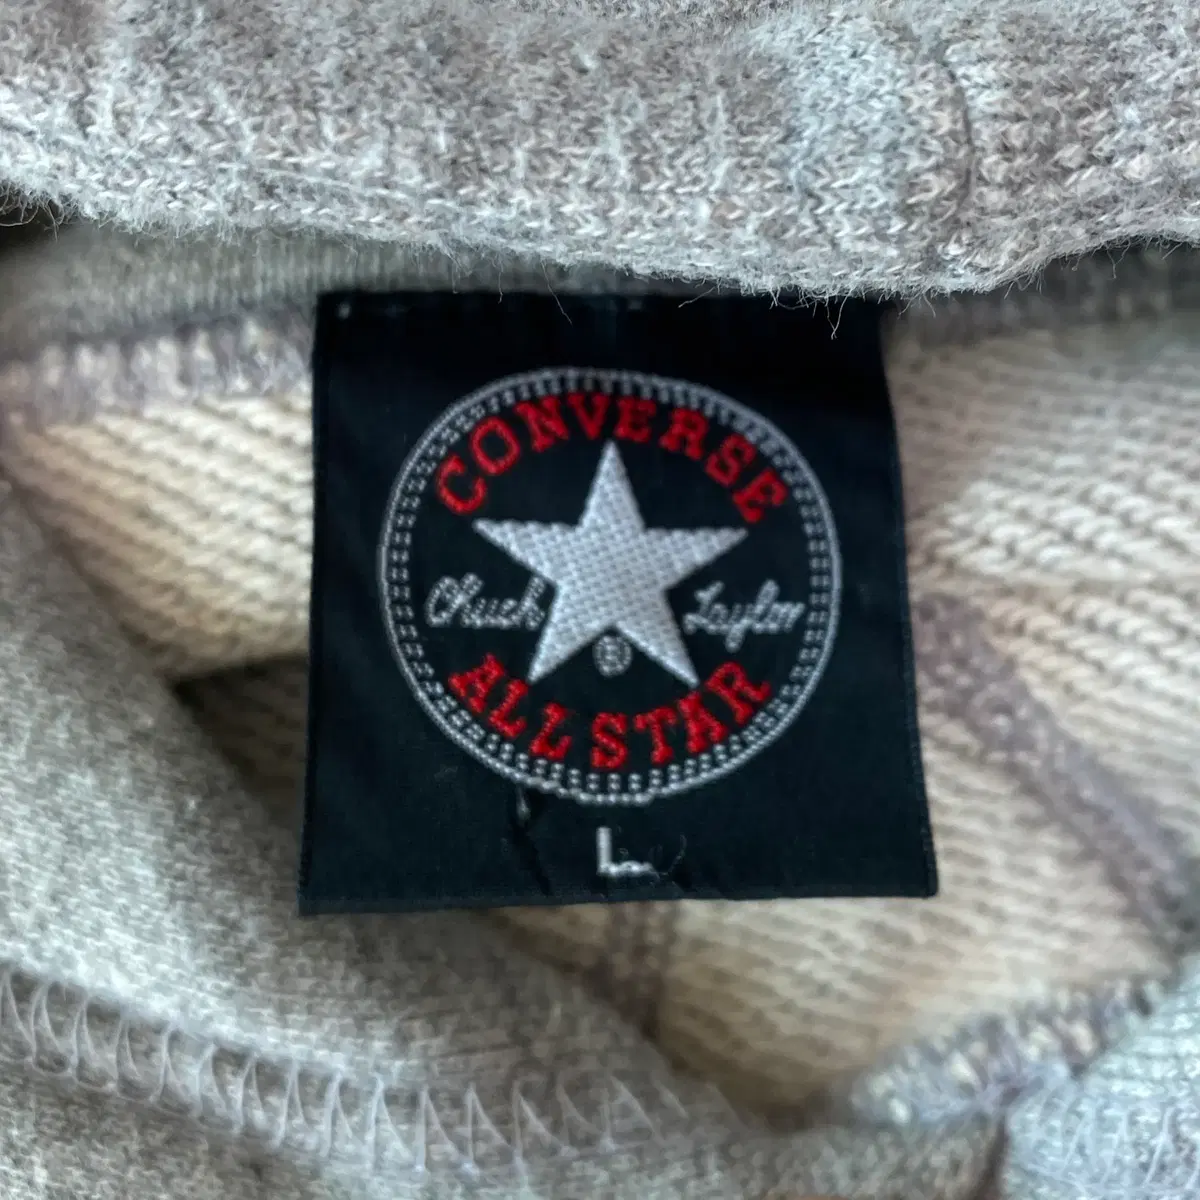 CONVERSE
Chuck Taylor
®
ALL STAR
L